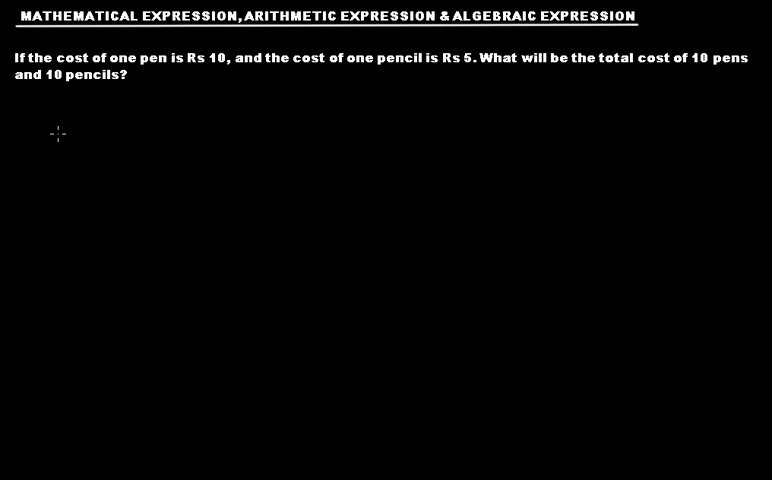 MATHEMATICAL EXPRESSION, ARITHMETIC EXPRESSION & ALGEBRAIC EXPRESSION
If the cost of one pen is Rs 10, and the cost of one pencil is Rs 5. What will be the total cost of 10 pens
and 10 pencils?